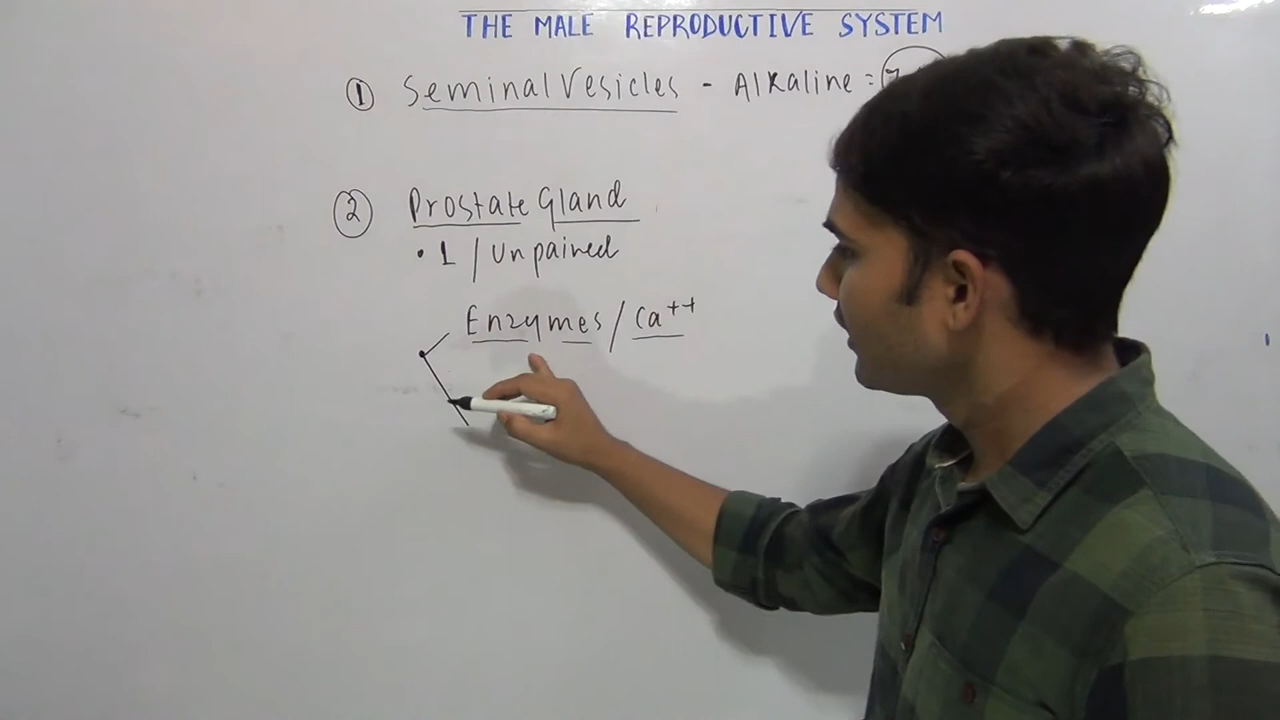 THE MALE REPRODUCTIVE SYSTEM
① Seminal Vesicles - Alkaline =
② Prostate Gland
• 1 / Unpaired
Enzymes / Ca⁺⁺